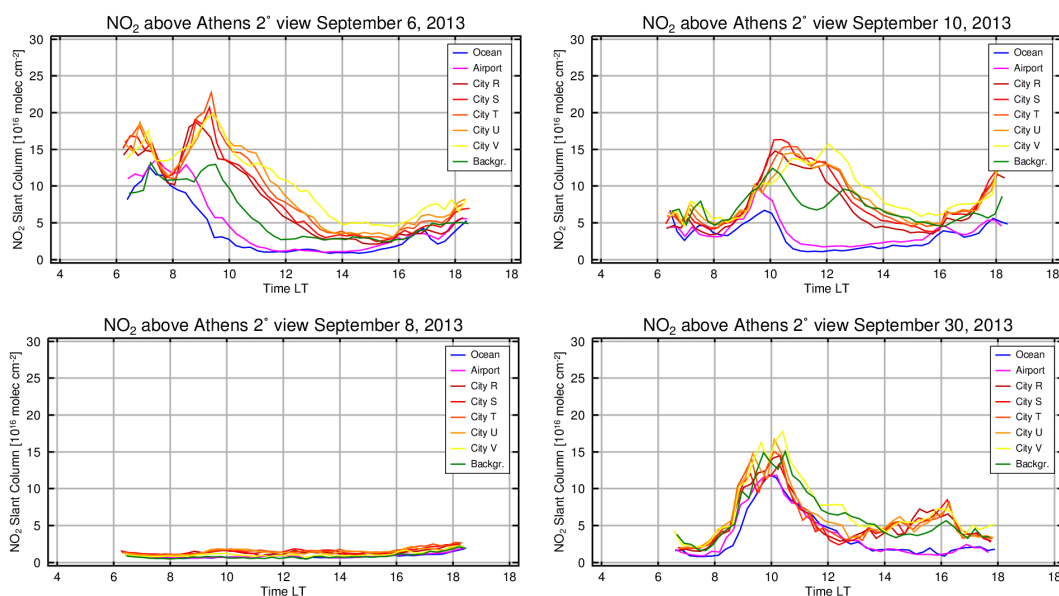 NO₂ above Athens 2° view September 6, 2013
NO₂ Slant Column [10¹⁶ molec cm⁻²]
30
25
20
15
10
5
0
4 6 8 10 12 14 16 18
Time LT
Ocean
Airport
City R
City S
City T
City U
City V
Backgr.
NO₂ above Athens 2° view September 10, 2013
NO₂ Slant Column [10¹⁶ molec cm⁻²]
30
25
20
15
10
5
0
4 6 8 10 12 14 16 18
Time LT
Ocean
Airport
City R
City S
City T
City U
City V
Backgr.
NO₂ above Athens 2° view September 8, 2013
NO₂ Slant Column [10¹⁶ molec cm⁻²]
30
25
20
15
10
5
0
4 6 8 10 12 14 16 18
Time LT
Ocean
Airport
City R
City S
City T
City U
City V
Backgr.
NO₂ above Athens 2° view September 30, 2013
NO₂ Slant Column [10¹⁶ molec cm⁻²]
30
25
20
15
10
5
0
4 6 8 10 12 14 16 18
Time LT
Ocean
Airport
City R
City S
City T
City U
City V
Backgr.